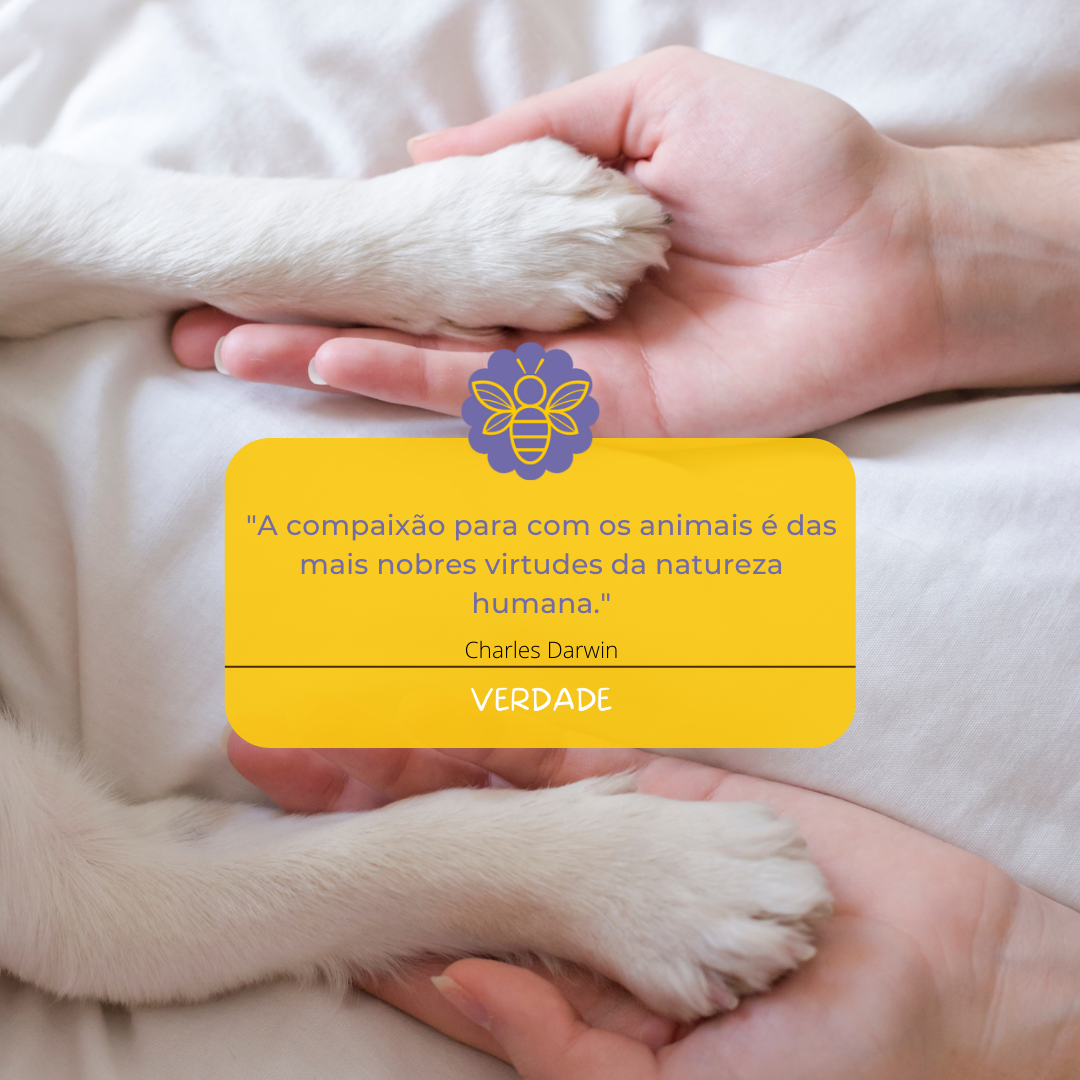 "A compaixão para com os animais é das
mais nobres virtudes da natureza
humana."
Charles Darwin
VERDADE